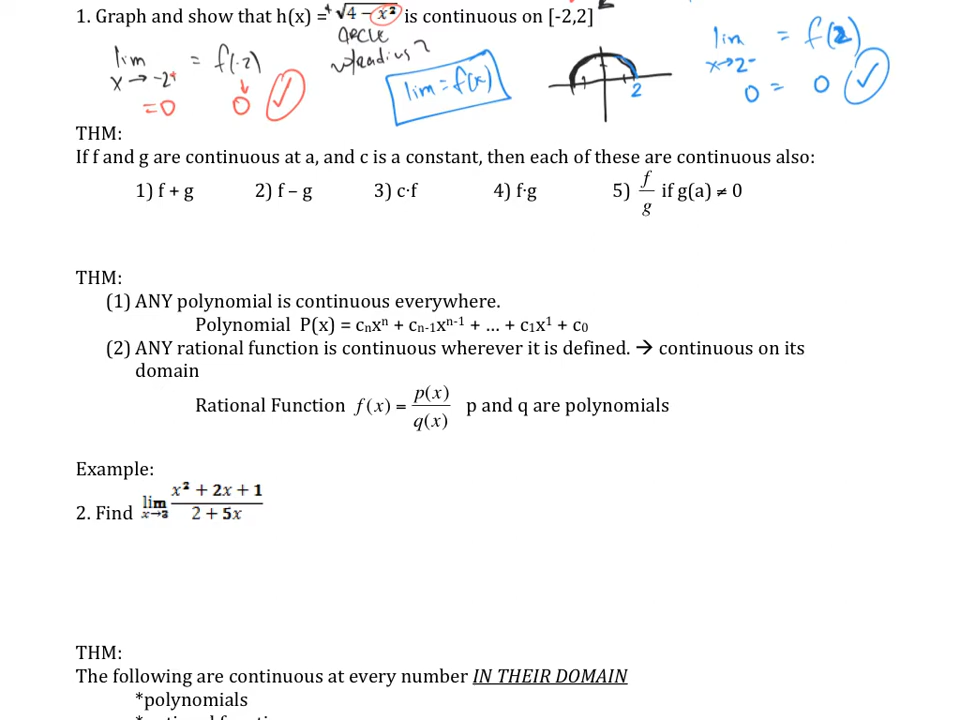 1. Graph and show that h(x) = + √4 − x² is continuous on [-2,2]
lim x → -2⁺ = f(-2)
= 0 0 ✓
circle
w/ radius 2
lim = f(x)
2
lim x→2⁻ = f(2)
0 = 0 ✓
THM:
If f and g are continuous at a, and c is a constant, then each of these are continuous also:
1) f + g 2) f – g 3) c·f 4) f·g 5) f/g if g(a) ≠ 0
THM:
(1) ANY polynomial is continuous everywhere.
Polynomial P(x) = cₙxⁿ + cₙ₋₁xⁿ⁻¹ + ... + c₁x¹ + c₀
(2) ANY rational function is continuous wherever it is defined. → continuous on its
domain
Rational Function f(x) = p(x)/q(x) p and q are polynomials
Example:
2. Find lim x→3 (x² + 2x + 1)/(2 + 5x)
THM:
The following are continuous at every number IN THEIR DOMAIN
*polynomials